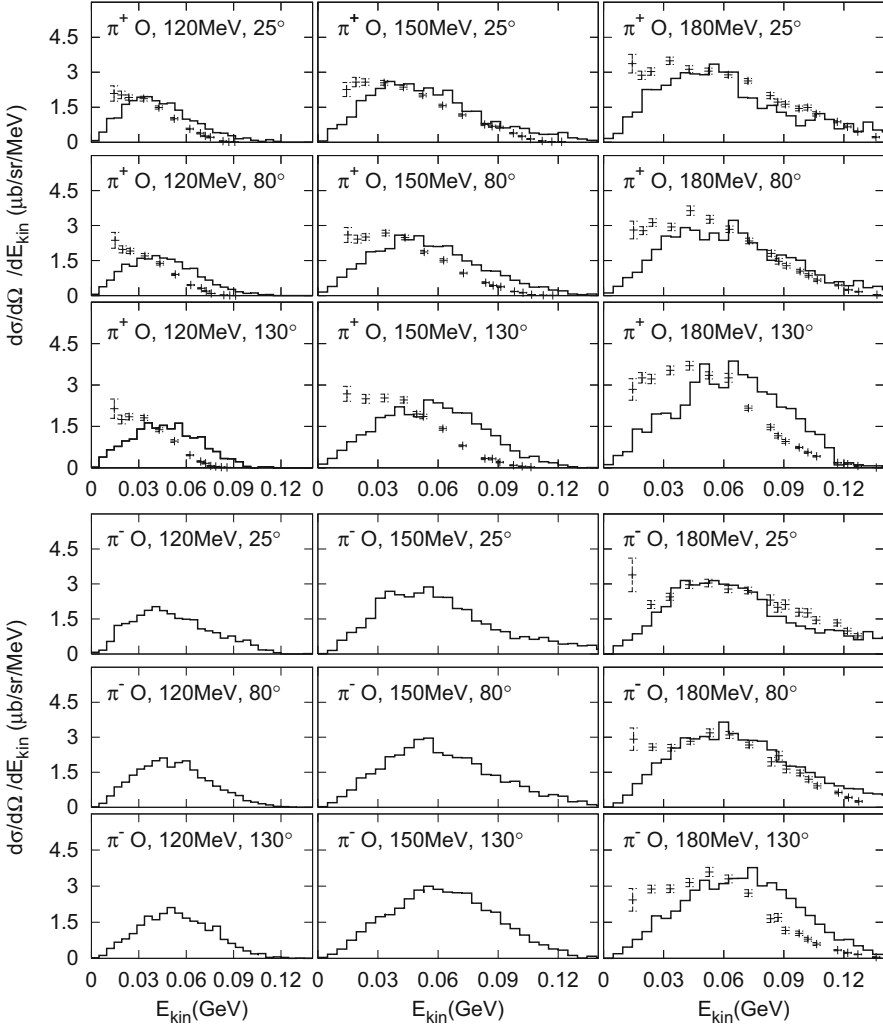 π+ O, 120MeV, 25° π+ O, 150MeV, 25° π+ O, 180MeV, 25°
4.5
3
1.5
0
π+ O, 120MeV, 80° π+ O, 150MeV, 80° π+ O, 180MeV, 80°
4.5
3
1.5
0
dσ/dΩ /dEkin (μb/sr/MeV)
π+ O, 120MeV, 130° π+ O, 150MeV, 130° π+ O, 180MeV, 130°
4.5
3
1.5
0
0 0.03 0.06 0.09 0.12 0 0.03 0.06 0.09 0.12 0 0.03 0.06 0.09 0.12
π- O, 120MeV, 25° π- O, 150MeV, 25° π- O, 180MeV, 25°
4.5
3
1.5
0
π- O, 120MeV, 80° π- O, 150MeV, 80° π- O, 180MeV, 80°
4.5
3
1.5
0
dσ/dΩ /dEkin (μb/sr/MeV)
π- O, 120MeV, 130° π- O, 150MeV, 130° π- O, 180MeV, 130°
4.5
3
1.5
0
0 0.03 0.06 0.09 0.12 0 0.03 0.06 0.09 0.12 0 0.03 0.06 0.09 0.12
Ekin(GeV) Ekin(GeV) Ekin(GeV)